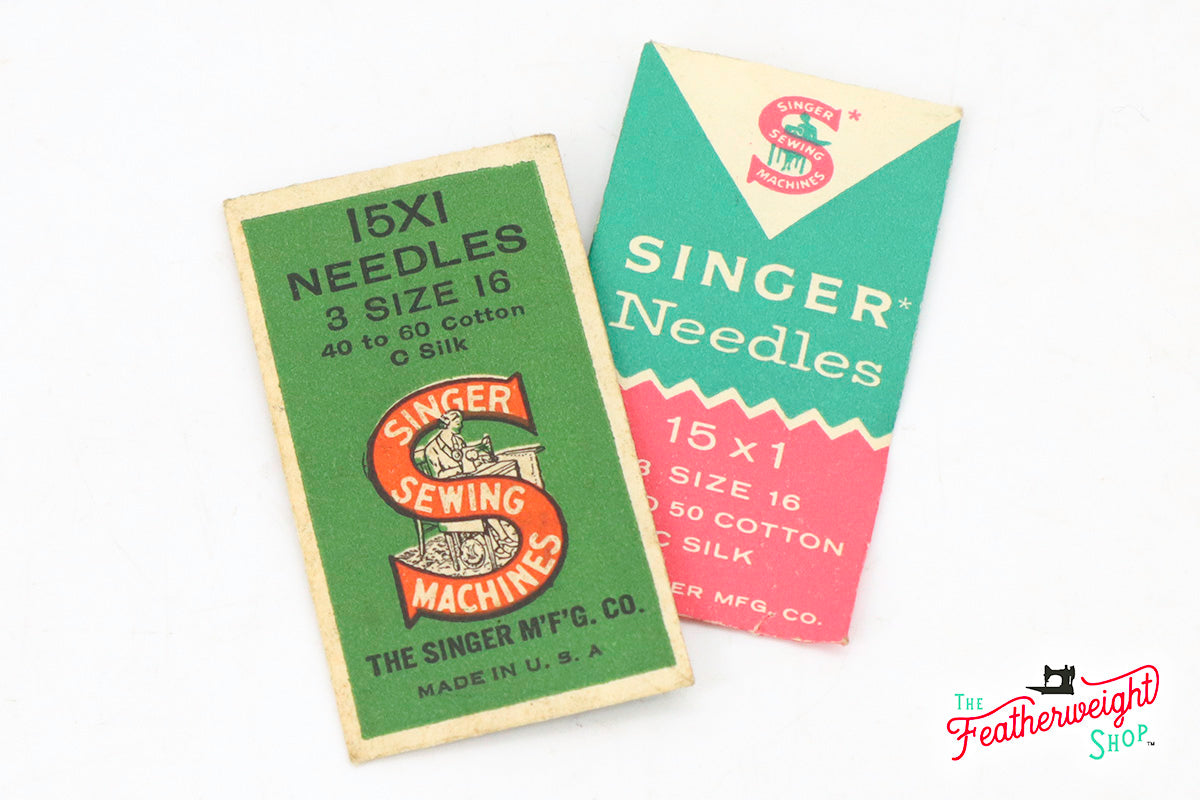 15X1
NEEDLES
3 SIZE 16
40 to 60 Cotton
C Silk
SINGER
SEWING
MACHINES
THE SINGER M'F'G. CO.
MADE IN U. S. A
SINGER*
SEWING
MACHINES
SINGER*
Needles
15 x 1
SIZE 16
50 COTTON
C SILK
MFG. CO.
THE
Featherweight
SHOP™